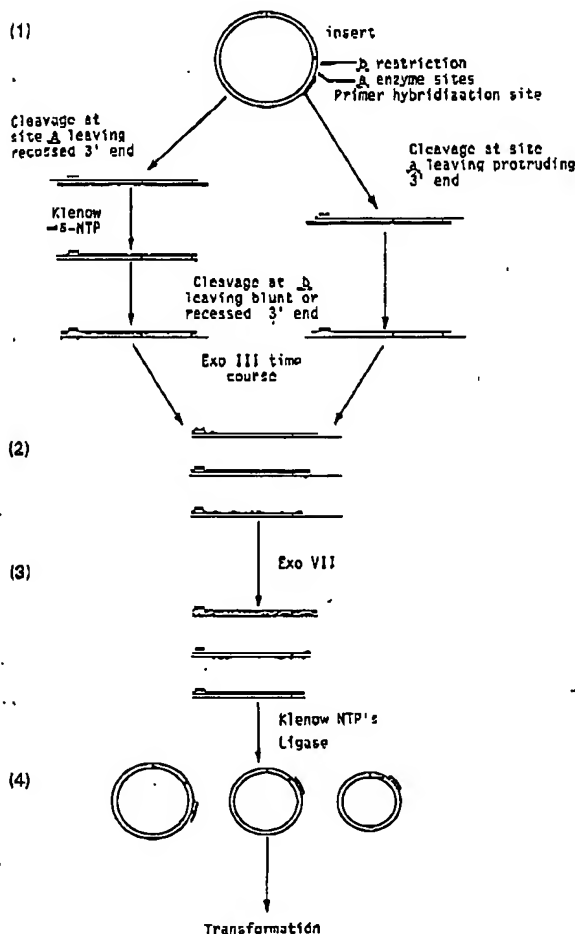 (1)
insert
b restriction
a enzyme sites
Primer hybridization site
Cleavage at
site a leaving
recossed 3' end
Cleavage at site
a leaving protruding
3' end
Klenow
-s-NTP
Cleavage at b
leaving blunt or
recessed 3' end
Exo III time
course
(2)
Exo VII
(3)
Klenow NTP's
Ligase
(4)
Transformation